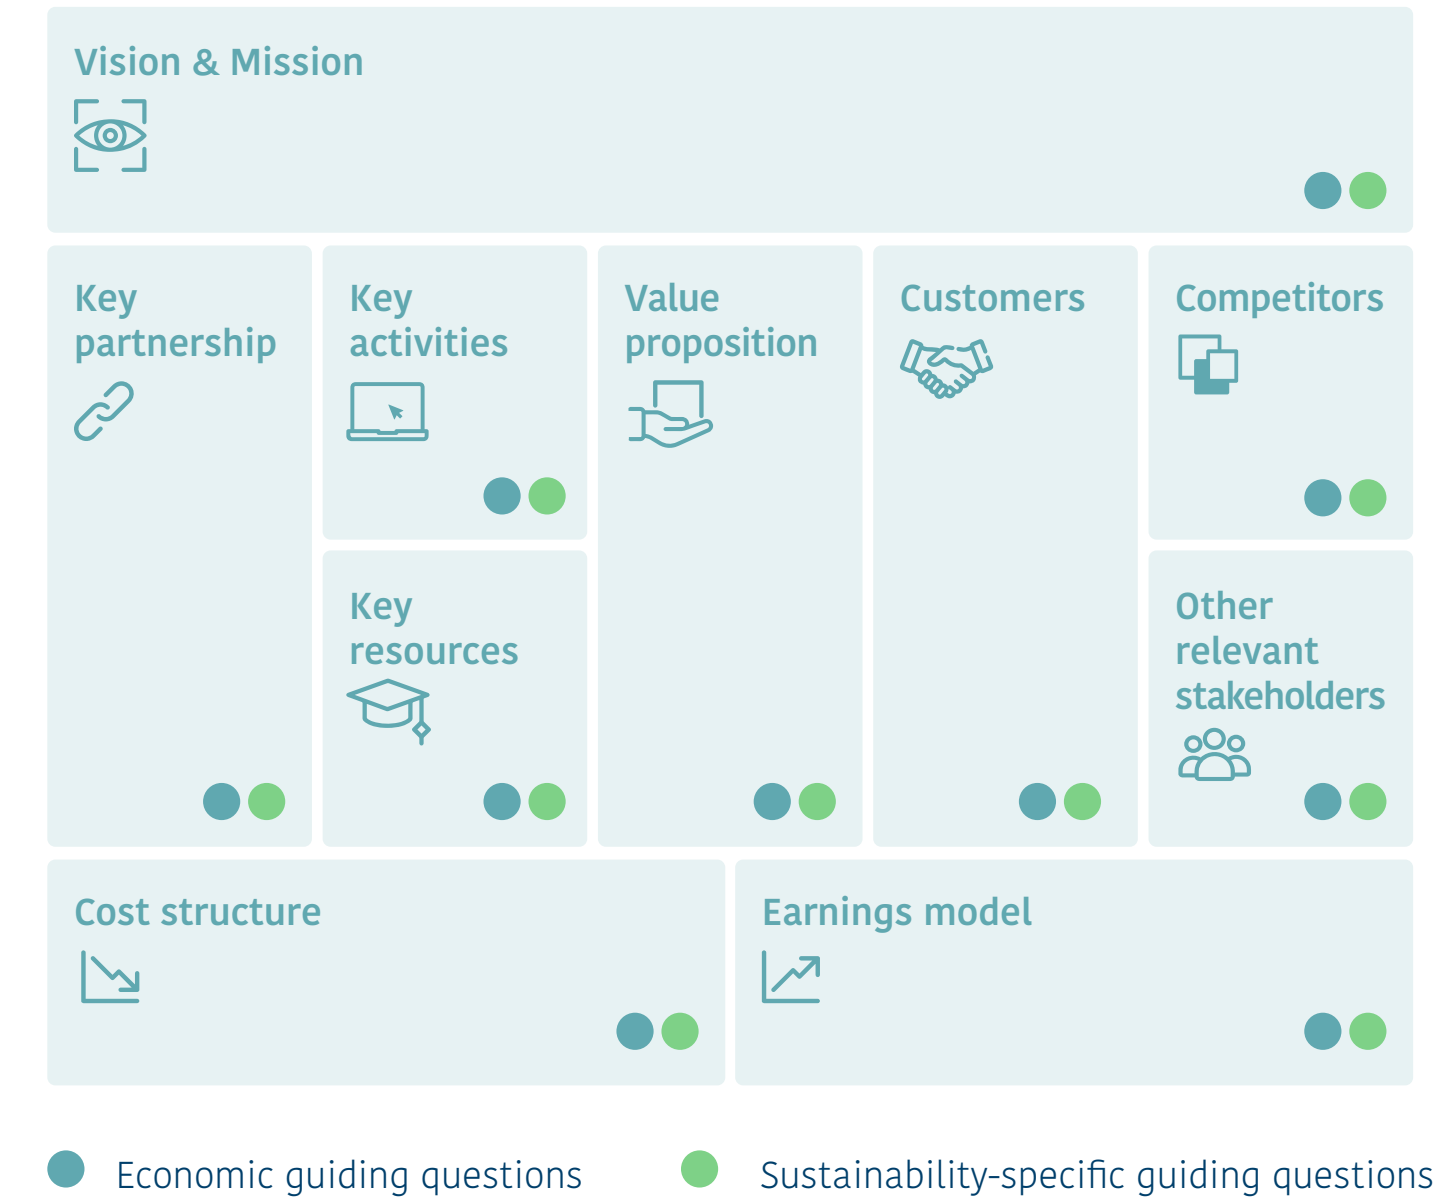 Vision & Mission
Key
partnership
Key
activities
Value
proposition
Customers
Competitors
Key
resources
Other
relevant
stakeholders
Cost structure
Earnings model
Economic guiding questions
Sustainability-specific guiding questions